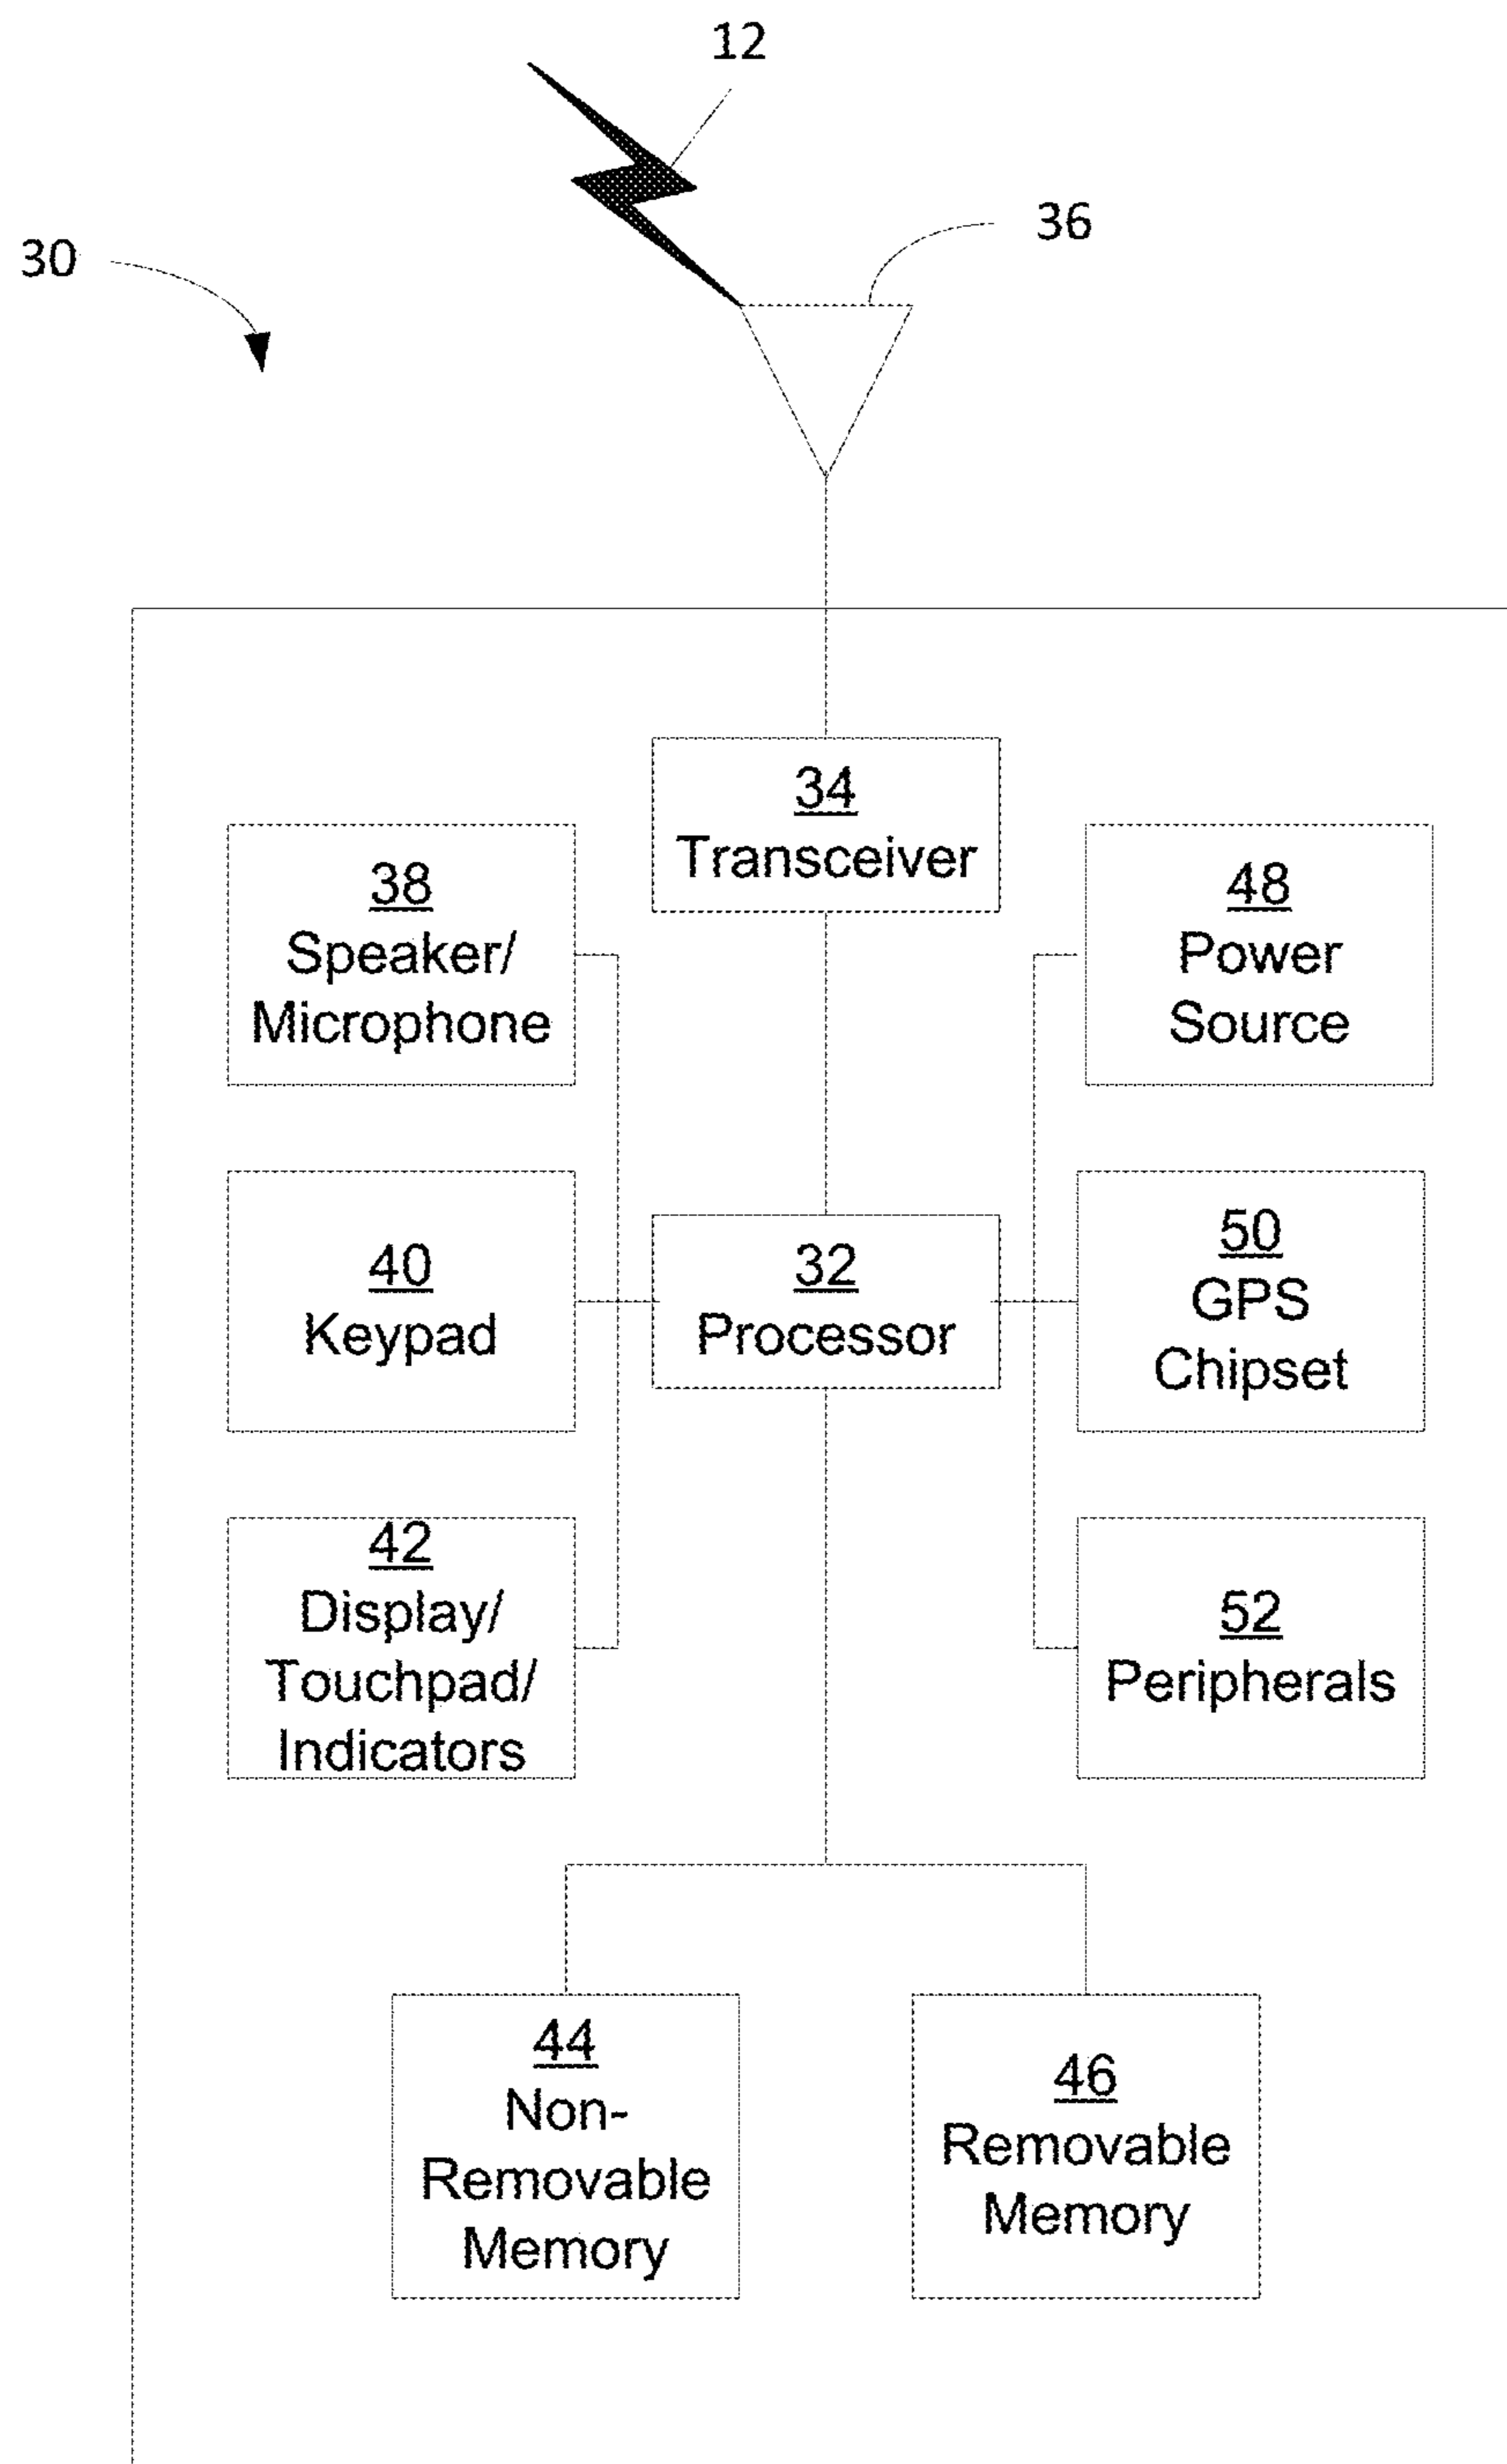 12
36
30
34
Transceiver
38
Speaker/
Microphone
48
Power
Source
40
Keypad
32
Processor
50
GPS
Chipset
42
Display/
Touchpad/
Indicators
52
Peripherals
44
Non-
Removable
Memory
46
Removable
Memory